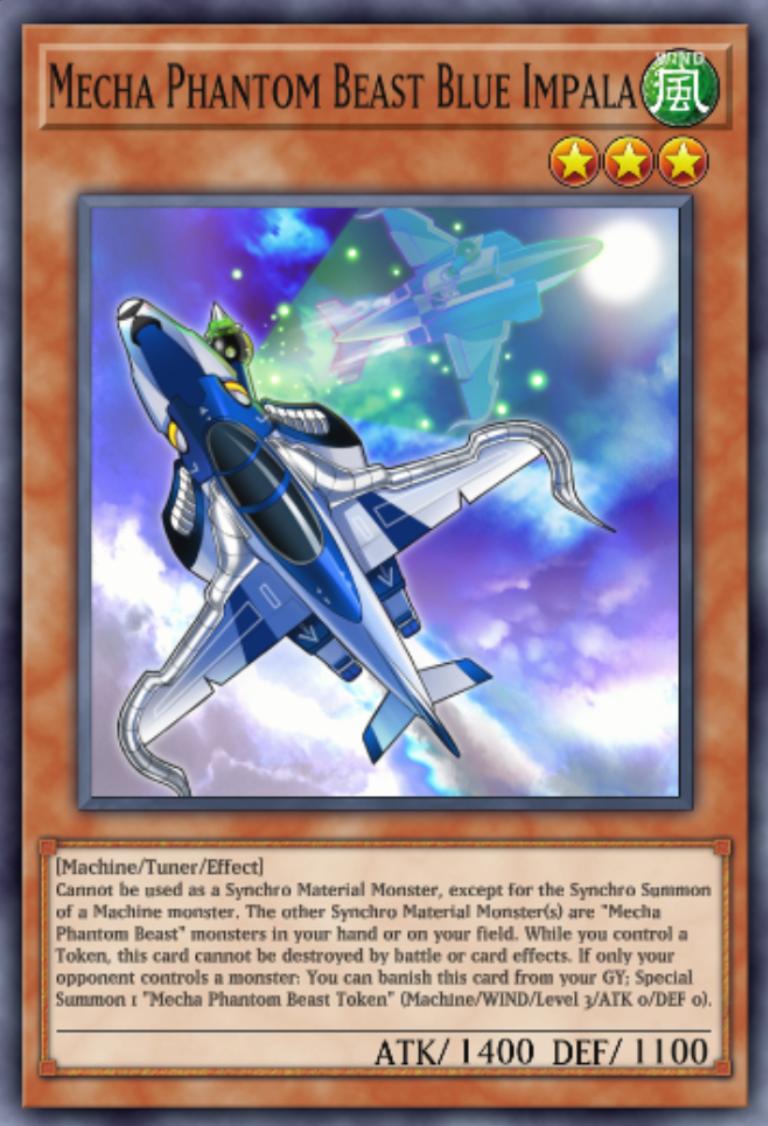 MECHA PHANTOM BEAST BLUE IMPALA
WIND
風
[Machine/Tuner/Effect]
Cannot be used as a Synchro Material Monster, except for the Synchro Summon
of a Machine monster. The other Synchro Material Monster(s) are "Mecha
Phantom Beast" monsters in your hand or on your field. While you control a
Token, this card cannot be destroyed by battle or card effects. If only your
opponent controls a monster: You can banish this card from your GY; Special
Summon 1 "Mecha Phantom Beast Token" (Machine/WIND/Level 3/ATK 0/DEF 0).
ATK/ 1400 DEF/ 1100